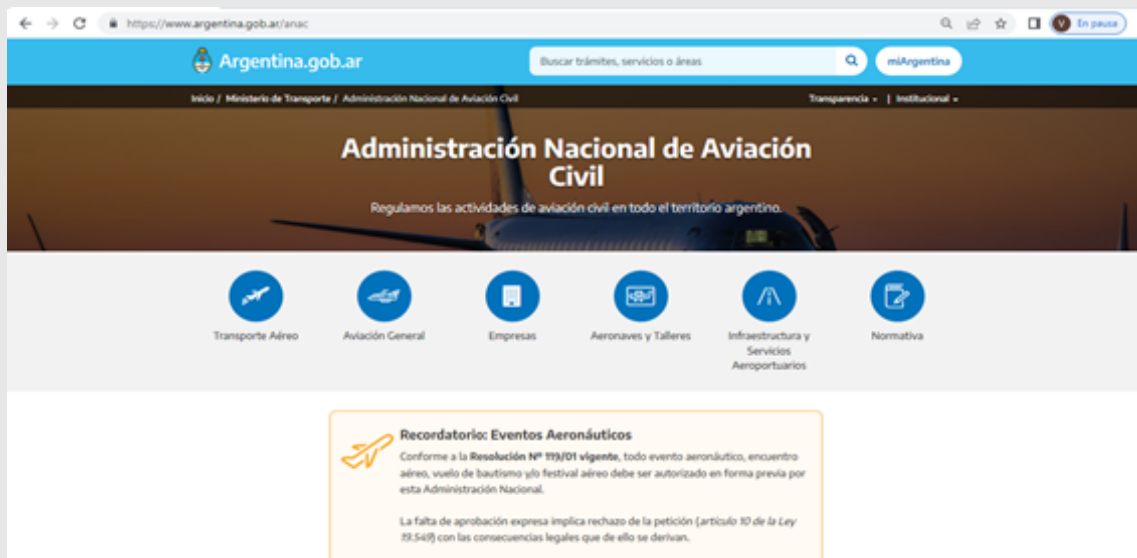 https://www.argentina.gob.ar/anac
V En pausa
Argentina.gob.ar
Buscar trámites, servicios o áreas
miArgentina
Inicio / Ministerio de Transporte / Administración Nacional de Aviación Civil
Transparencia | Institucional
Administración Nacional de Aviación
Civil
Regulamos las actividades de aviación civil en todo el territorio argentino.
Transporte Aéreo
Aviación General
Empresas
Aeronaves y Talleres
Infraestructura y
Servicios
Aeroportuarios
Normativa
Recordatorio: Eventos Aeronáuticos
Conforme a la Resolución Nº 119/01 vigente, todo evento aeronáutico, encuentro
aéreo, vuelo de bautismo y/o festival aéreo debe ser autorizado en forma previa por
esta Administración Nacional.
La falta de aprobación expresa implica rechazo de la petición (artículo 10 de la Ley
19.549) con las consecuencias legales que de ello se derivan.